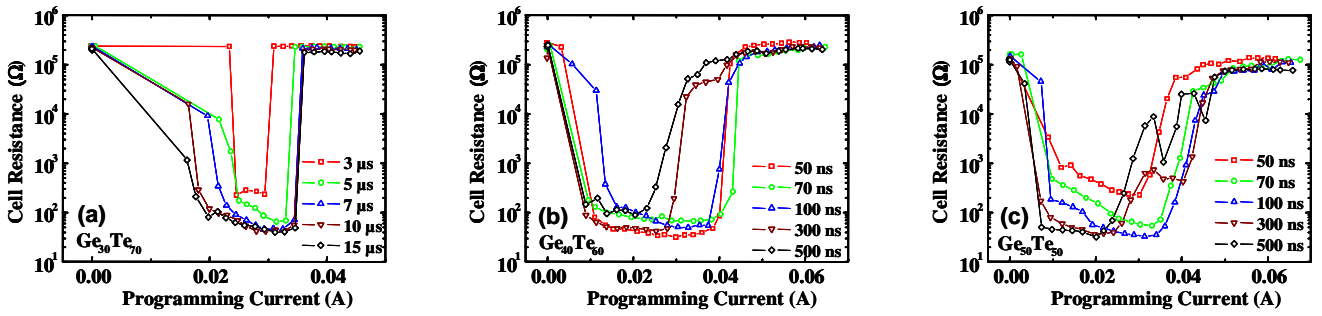 Cell Resistance (Ω)
10⁶
10⁵
10⁴
10³
10²
10¹
3 μs
5 μs
7 μs
10 μs
15 μs
(a)
Ge₃₀Te₇₀
0.00 0.02 0.04
Programming Current (A)
Cell Resistance (Ω)
10⁶
10⁵
10⁴
10³
10²
10¹
50 ns
70 ns
100 ns
300 ns
500 ns
(b)
Ge₄₀Te₆₀
0.00 0.02 0.04 0.06
Programming Current (A)
Cell Resistance (Ω)
10⁶
10⁵
10⁴
10³
10²
10¹
50 ns
70 ns
100 ns
300 ns
500 ns
(c)
Ge₅₀Te₅₀
0.00 0.02 0.04 0.06
Programming Current (A)